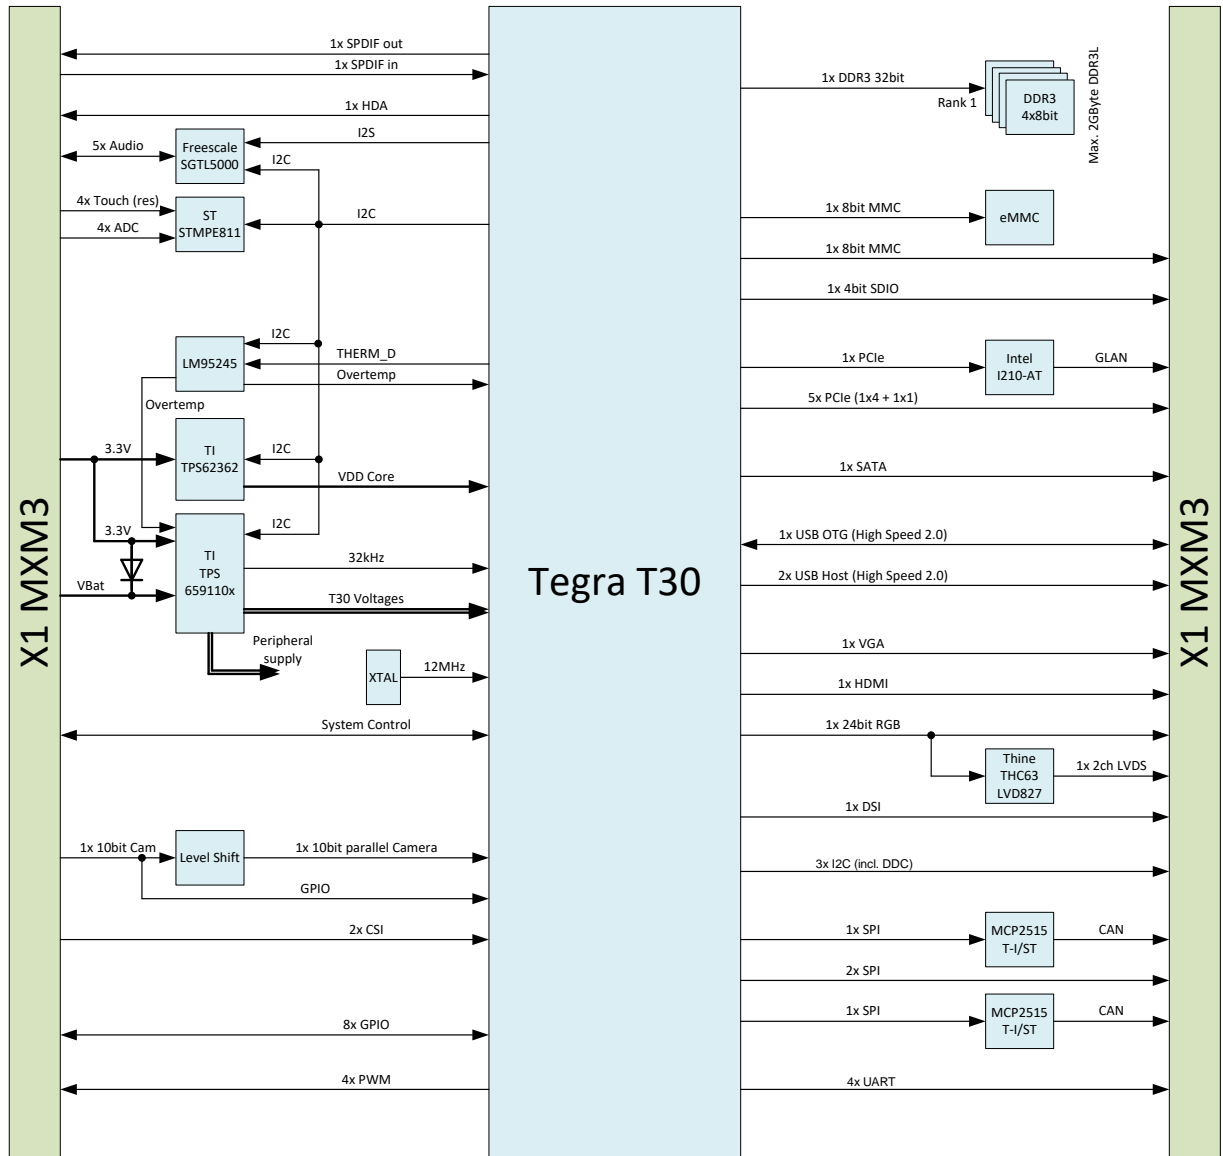 1x SPDIF out
1x SPDIF in
1x HDA
I2S
5x Audio
Freescale
SGTL5000
I2C
4x Touch (res)
ST
STMPE811
I2C
4x ADC
I2C
LM95245
THERM_D
Overtemp
Overtemp
3.3V
TI
TPS62362
I2C
VDD Core
3.3V
I2C
TI
TPS
659110x
32kHz
VBat
T30 Voltages
Peripheral
supply
XTAL
12MHz
System Control
1x 10bit Cam
Level Shift
1x 10bit parallel Camera
GPIO
2x CSI
8x GPIO
4x PWM
X1 MXM3
Tegra T30
1x DDR3 32bit
Rank 1
DDR3
4x8bit
Max. 2GByte DDR3L
1x 8bit MMC
eMMC
1x 8bit MMC
1x 4bit SDIO
1x PCIe
Intel
I210-AT
GLAN
5x PCIe (1x4 + 1x1)
1x SATA
1x USB OTG (High Speed 2.0)
2x USB Host (High Speed 2.0)
1x VGA
1x HDMI
1x 24bit RGB
Thine
THC63
LVD827
1x 2ch LVDS
1x DSI
3x I2C (incl. DDC)
1x SPI
MCP2515
T-I/ST
CAN
2x SPI
1x SPI
MCP2515
T-I/ST
CAN
4x UART
X1 MXM3